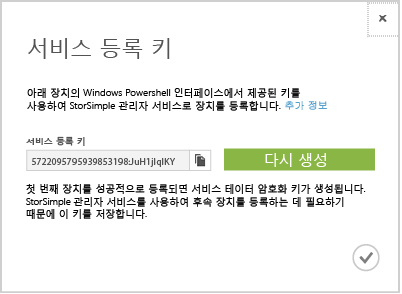 서비스 등록 키
아래 장치의 Windows Powershell 인터페이스에서 제공된 키를
사용하여 StorSimple 관리자 서비스로 장치를 등록합니다. 추가 정보
서비스 등록 키
5722095795939853198:JuH1jIqIKY
다시 생성
첫 번째 장치를 성공적으로 등록되면 서비스 테이터 암호화 키가 생성됩니다.
StorSimple 관리자 서비스를 사용하여 후속 장치를 등록하는 데 필요하기
때문에 이 키를 저장합니다.